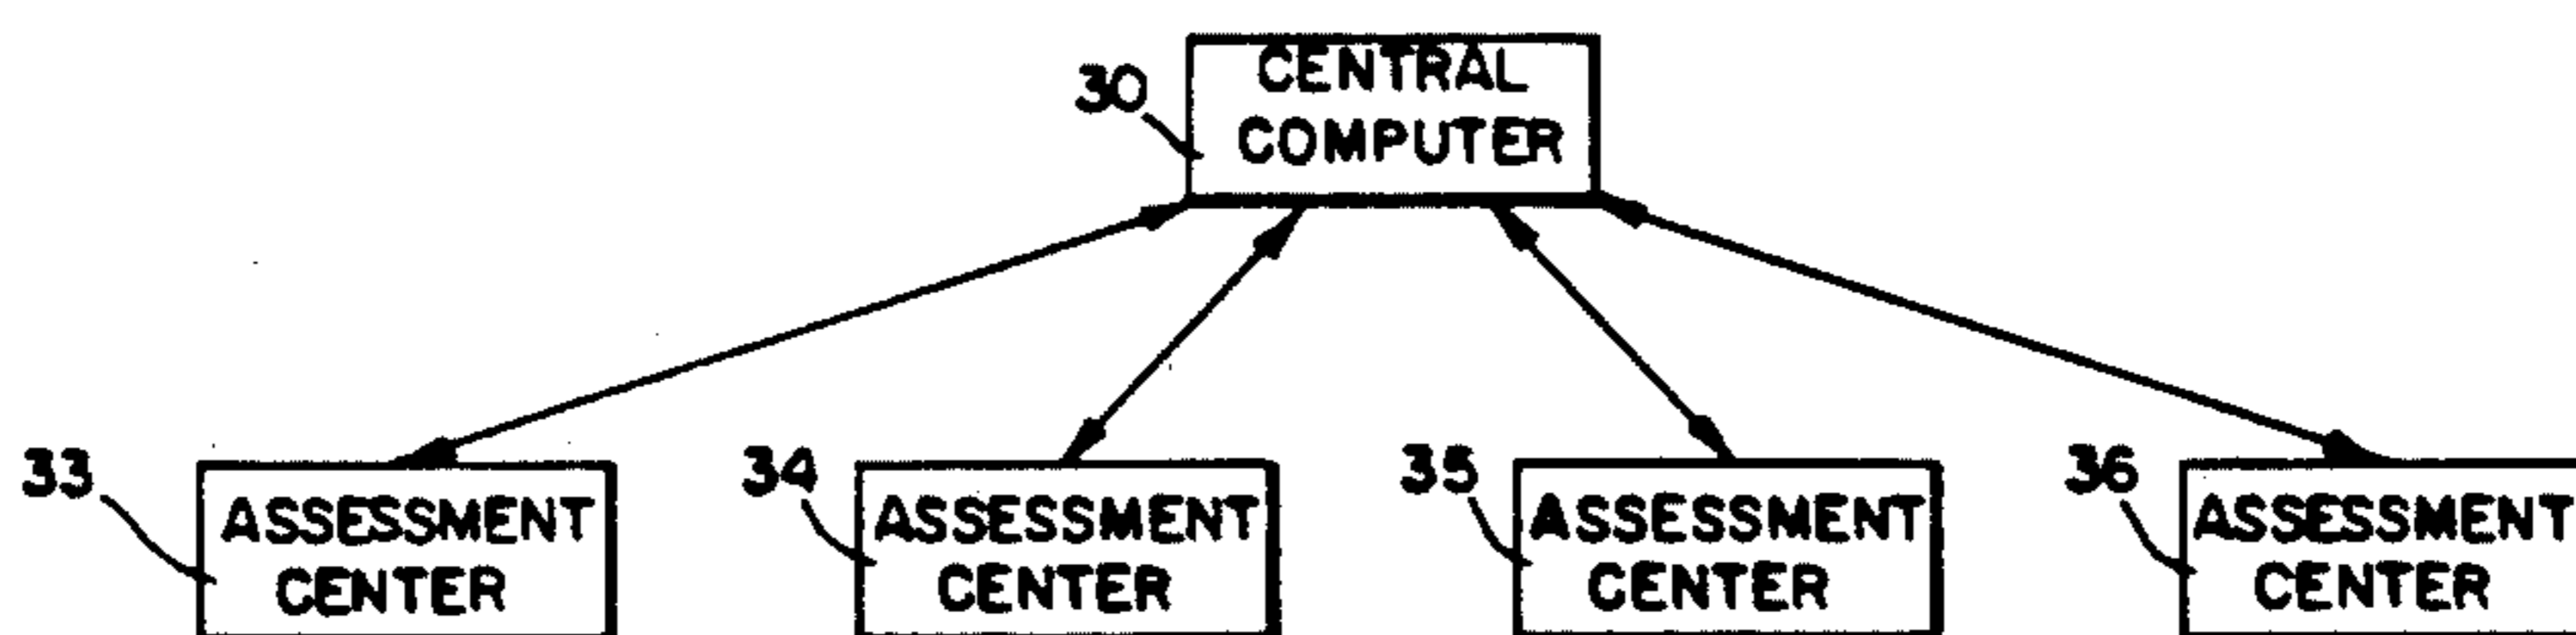 30
CENTRAL
COMPUTER
33
ASSESSMENT
CENTER
34
ASSESSMENT
CENTER
35
ASSESSMENT
CENTER
36
ASSESSMENT
CENTER